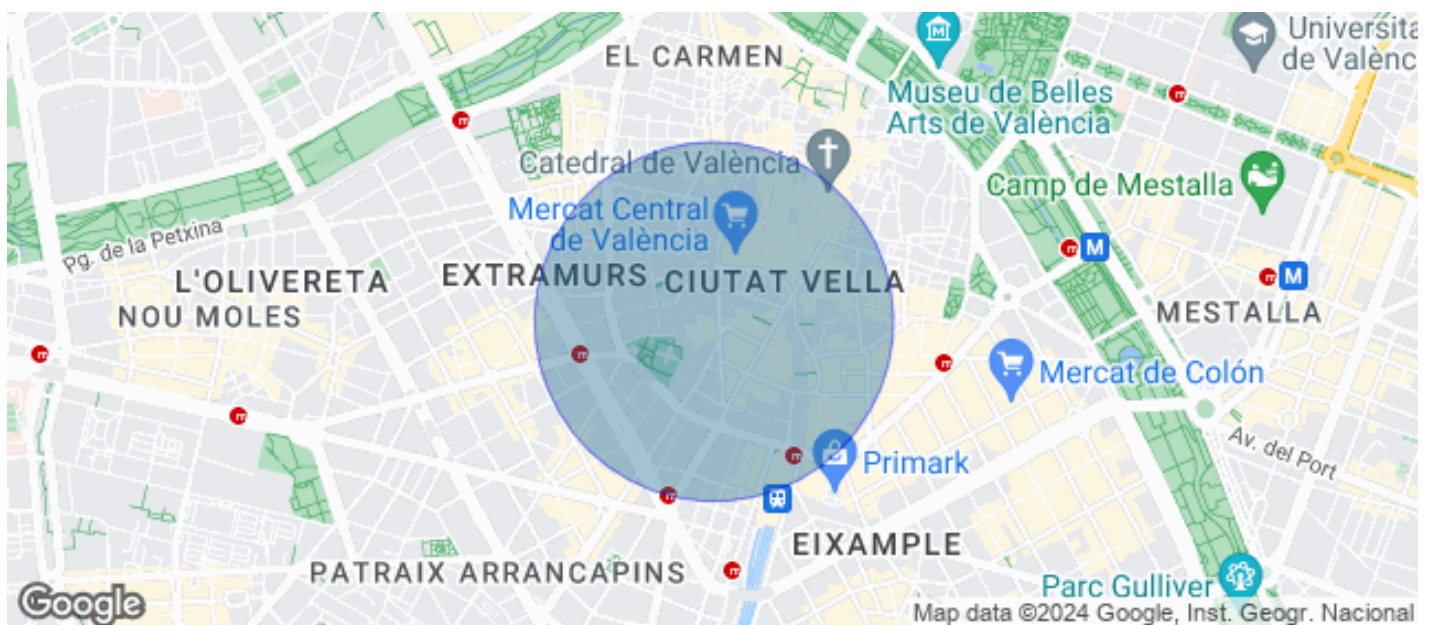 EL CARMEN
Universita
de Valènc
Museu de Belles
Arts de València
Catedral de València
Camp de Mestalla
Mercat Central
de València
Pg. de la Petxina
L'OLIVERETA
EXTRAMURS
CIUTAT VELLA
NOU MOLES
MESTALLA
Mercat de Colón
Av. del Port
Primark
EIXAMPLE
PATRAIX
ARRANCAPINS
Parc Gulliver
Google
Map data ©2024 Google, Inst. Geogr. Nacional
M
M
M
m
m
m
m
m
m
m
m
m
m
m